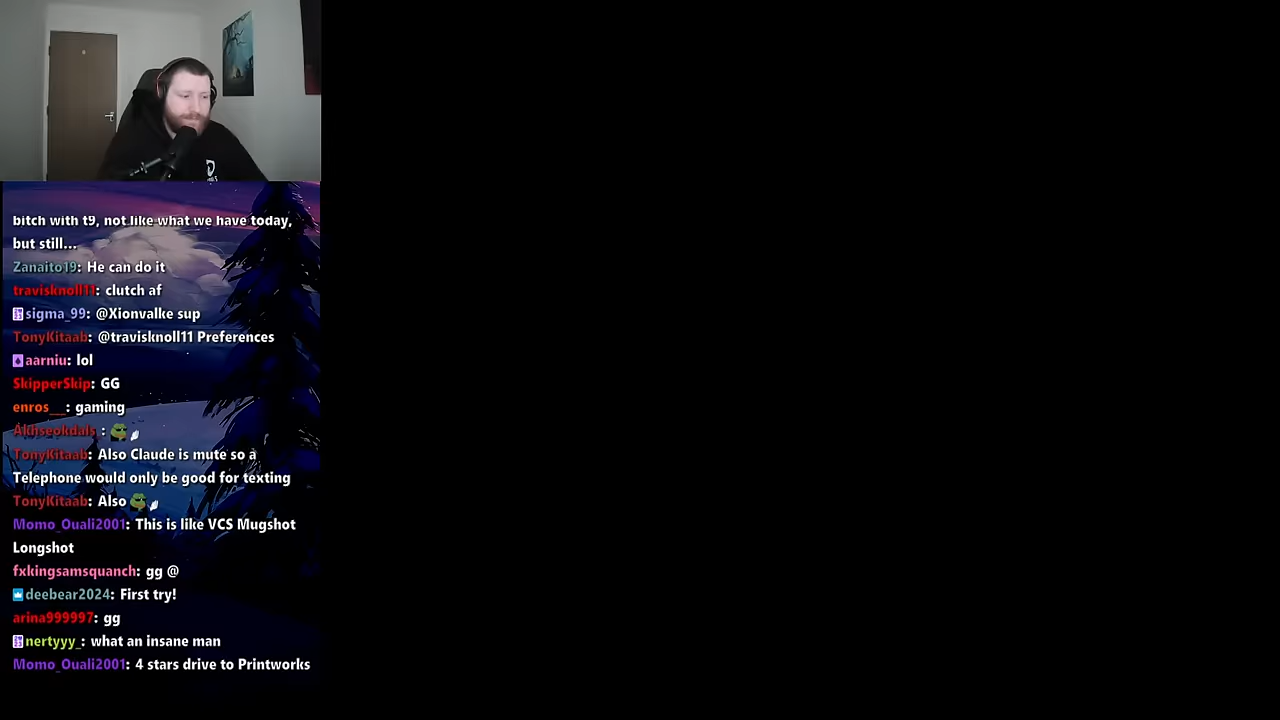 bitch with t9, not like what we have today,
but still...
Zanaito19: He can do it
travisknoll11: clutch af
sigma_99: @Xionvalke sup
TonyKitaab: @travisknoll11 Preferences
aarniu: lol
SkipperSkip: GG
enros___: gaming
Akhseokdals :
TonyKitaab: Also Claude is mute so a
Telephone would only be good for texting
TonyKitaab: Also
Momo_Ouali2001: This is like VCS Mugshot
Longshot
fxkingsamsquanch: gg @
deebear2024: First try!
arina999997: gg
nertyyy_: what an insane man
Momo_Ouali2001: 4 stars drive to Printworks